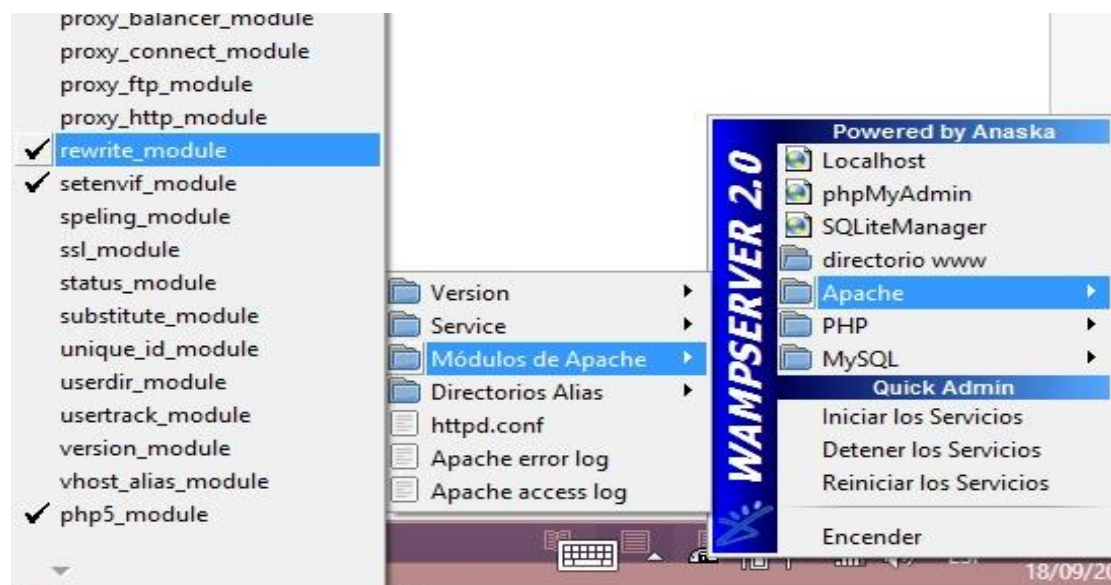 proxy_balancer_module
proxy_connect_module
proxy_ftp_module
proxy_http_module
rewrite_module
setenvif_module
speling_module
ssl_module
status_module
substitute_module
unique_id_module
userdir_module
usertrack_module
version_module
vhost_alias_module
php5_module
Version
Service
Módulos de Apache
Directorios Alias
httpd.conf
Apache error log
Apache access log
WAMPSERVER 2.0
Powered by Anaska
Localhost
phpMyAdmin
SQLiteManager
directorio www
Apache
PHP
MySQL
Quick Admin
Iniciar los Servicios
Detener los Servicios
Reiniciar los Servicios
Encender
18/09/20